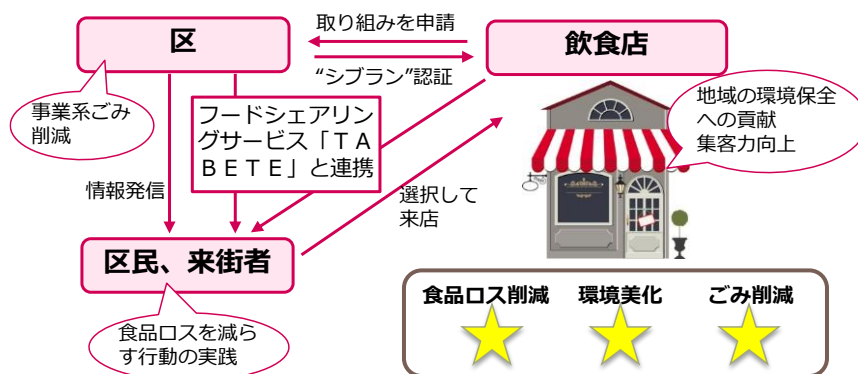 取り組みを申請
区
飲食店
“シブラン”認証
事業系ごみ
削減
フードシェアリン
グサービス「ＴＡ
ＢＥＴＥ」と連携
地域の環境保全
への貢献
集客力向上
情報発信
選択して
来店
区民、来街者
食品ロスを減ら
す行動の実践
食品ロス削減
環境美化
ごみ削減